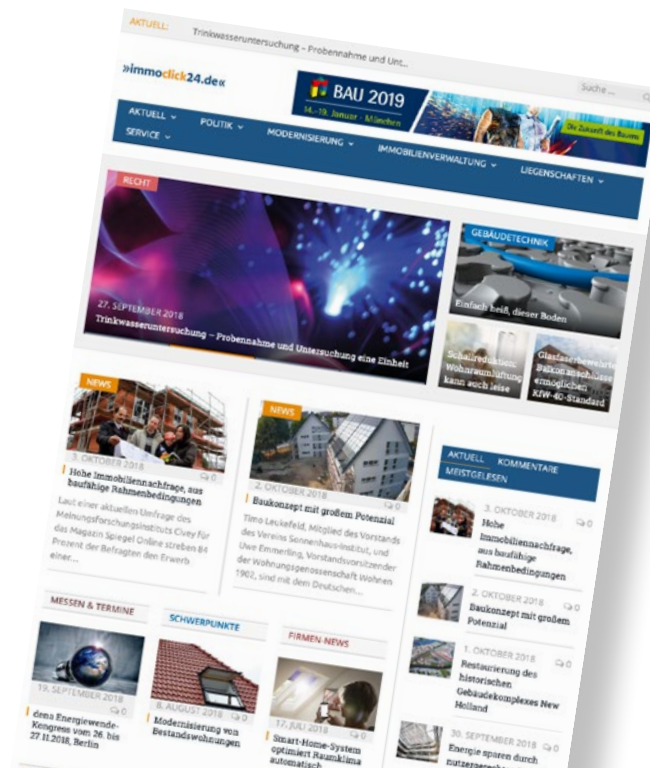 AKTUELL: Trinkwasseruntersuchung – Probennahme und Unt...
Suche ...
»immoclick24.de«
BAU 2019
14.–19. Januar · München
Die Zukunft des Bauens
AKTUELL POLITIK MODERNISIERUNG IMMOBILIENVERWALTUNG LIEGENSCHAFTEN
SERVICE
RECHT
27. SEPTEMBER 2018
Trinkwasseruntersuchung – Probennahme und Untersuchung eine Einheit
GEBÄUDETECHNIK
Einfach heiß, dieser Boden
Schallreduktion:
Wohnraumlüftung
kann auch leise
Glasfaserbewehrte
Balkonanschlüsse
ermöglichen
KfW-40-Standard
NEWS
3. OKTOBER 2018 0
Hohe Immobiliennachfrage, aus
baufähige Rahmenbedingungen
Laut einer aktuellen Umfrage des
Meinungsforschungsinstituts Civey für
das Magazin Spiegel Online streben 84
Prozent der Befragten den Erwerb
einer...
NEWS
2. OKTOBER 2018 0
Baukonzept mit großem Potenzial
Timo Leukefeld, Mitglied des Vorstands
des Vereins Sonnenhaus-Institut, und
Uwe Emmerling, Vorstandsvorsitzender
der Wohnungsgenossenschaft Wohnen
1902, sind mit dem Deutschen...
AKTUELL KOMMENTARE
MEISTGELESEN
3. OKTOBER 2018 0
Hohe
Immobiliennachfrage,
aus baufähige
Rahmenbedingungen
2. OKTOBER 2018 0
Baukonzept mit großem
Potenzial
1. OKTOBER 2018 0
Restaurierung des
historischen
Gebäudekomplexes New
Holland
30. SEPTEMBER 2018 0
Energie sparen durch
MESSEN & TERMINE
19. SEPTEMBER 2018
0
dena Energiewende-
Kongress vom 26. bis
27.11.2018, Berlin
SCHWERPUNKTE
8. AUGUST 2018 0
Modernisierung von
Bestandswohnungen
FIRMEN-NEWS
17. JULI 2018 0
Smart-Home-System
optimiert Raumklima
automatisch